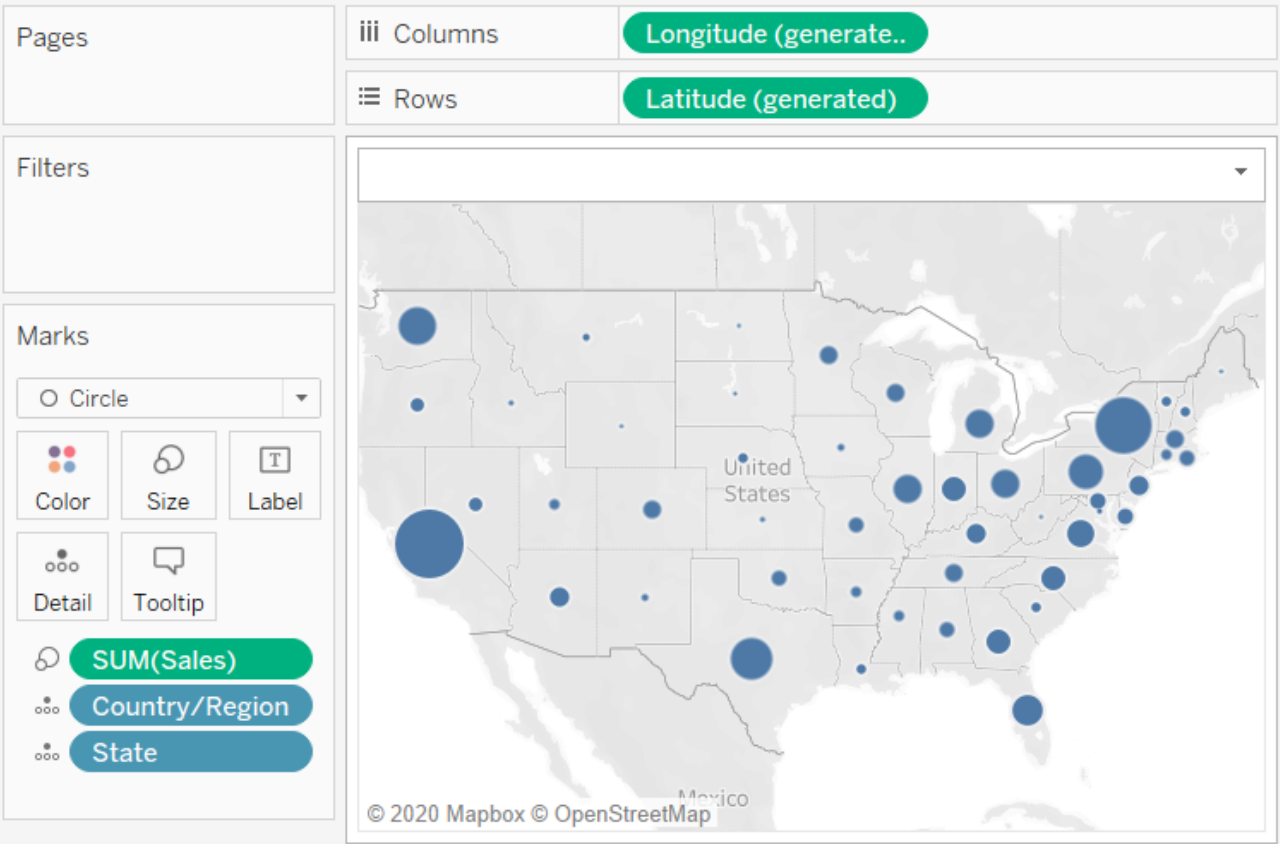 Pages
Columns
Longitude (generate..
Rows
Latitude (generated)
Filters
Marks
Circle
Color
Size
T
Label
Detail
Tooltip
SUM(Sales)
Country/Region
State
United
States
Mexico
© 2020 Mapbox © OpenStreetMap